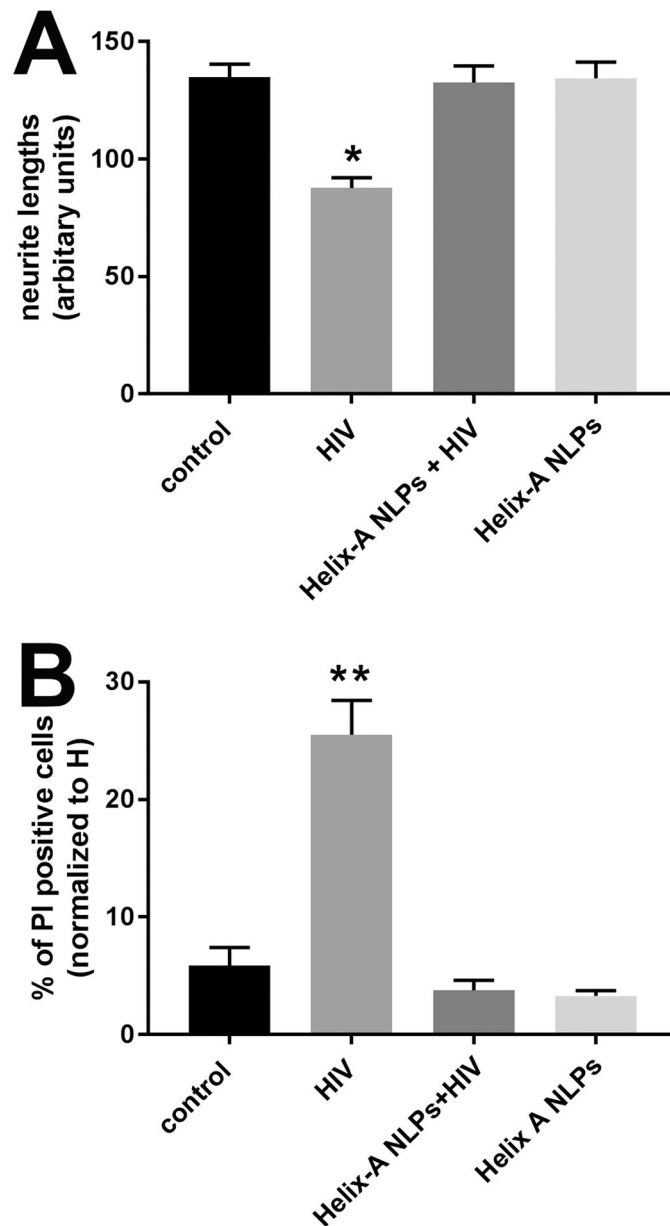 A
150
100
50
0
neurite lengths
(arbitary units)
*
control
HIV
Helix-A NLPs + HIV
Helix-A NLPs
B
30
20
10
0
% of PI positive cells
(normalized to H)
**
control
HIV
Helix-A NLPs+HIV
Helix A NLPs